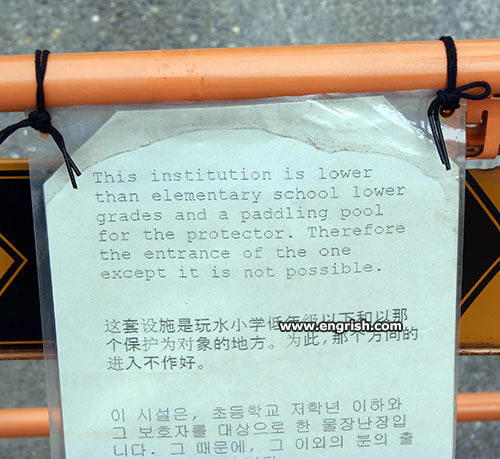 This institution is lower
than elementary school lower
grades and a paddling pool
for the protector. Therefore
the entrance of the one
except it is not possible.
这套设施是玩水小学低年级以下和以那
个保护为对象的地方。为此,那个方向的
进入不作好。
www.engrish.com
이 시설은, 초등학교 저학년 이하와
그 보호자를 대상으로 한 물장난장입
니다. 그 때문에, 그 이외의 분의 출